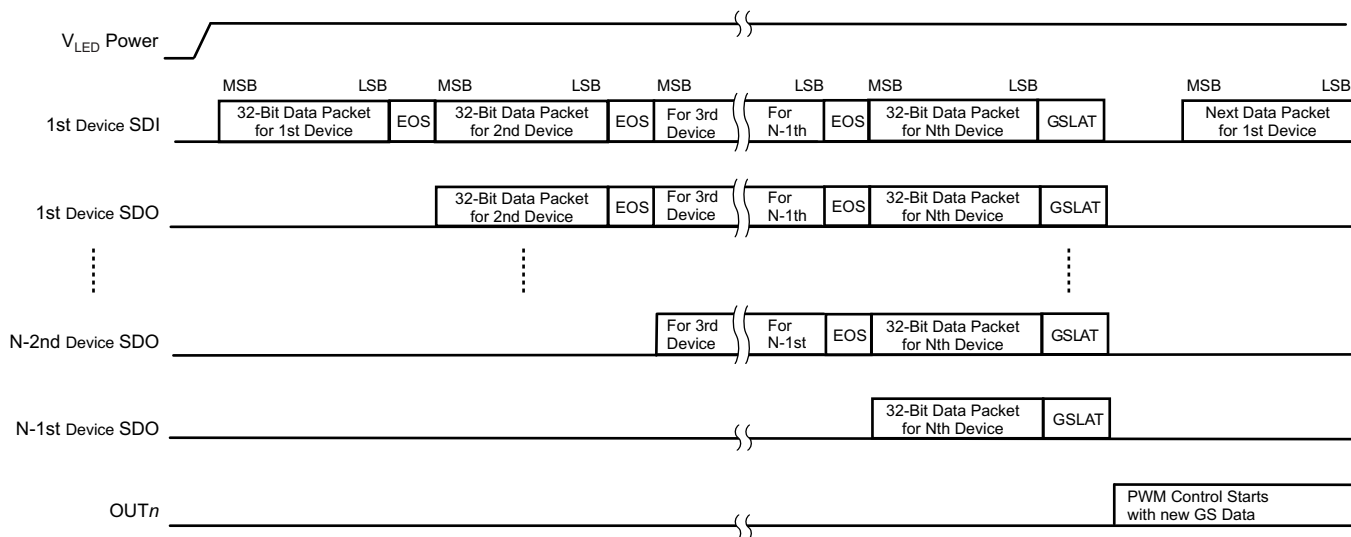 VLED Power
MSB LSB MSB LSB MSB LSB MSB LSB MSB LSB
1st Device SDI
32-Bit Data Packet
for 1st Device
EOS
32-Bit Data Packet
for 2nd Device
EOS
For 3rd
Device
For
N-1th
EOS
32-Bit Data Packet
for Nth Device
GSLAT
Next Data Packet
for 1st Device
1st Device SDO
32-Bit Data Packet
for 2nd Device
EOS
For 3rd
Device
For
N-1th
EOS
32-Bit Data Packet
for Nth Device
GSLAT
N-2nd Device SDO
For 3rd
Device
For
N-1st
EOS
32-Bit Data Packet
for Nth Device
GSLAT
N-1st Device SDO
32-Bit Data Packet
for Nth Device
GSLAT
OUTn
PWM Control Starts
with new GS Data